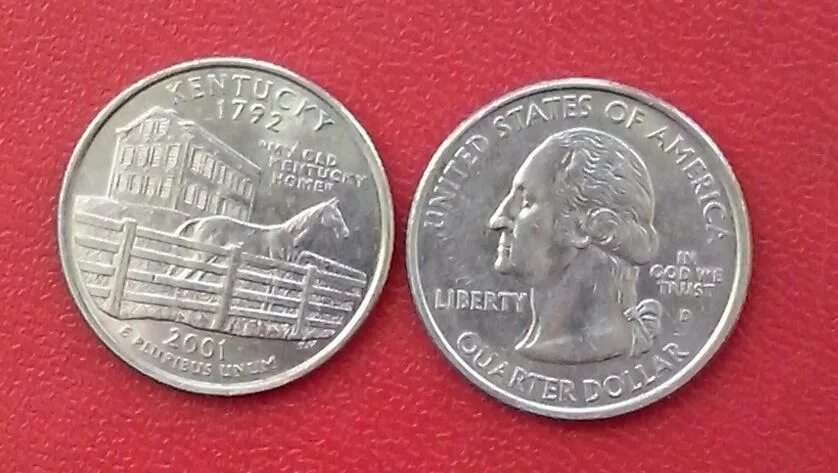 KENTUCKY
1792
"MY OLD
KENTUCKY
HOME"
2001
E PLURIBUS UNUM
UNITED STATES OF AMERICA
LIBERTY
IN
GOD WE
TRUST
D
QUARTER DOLLAR